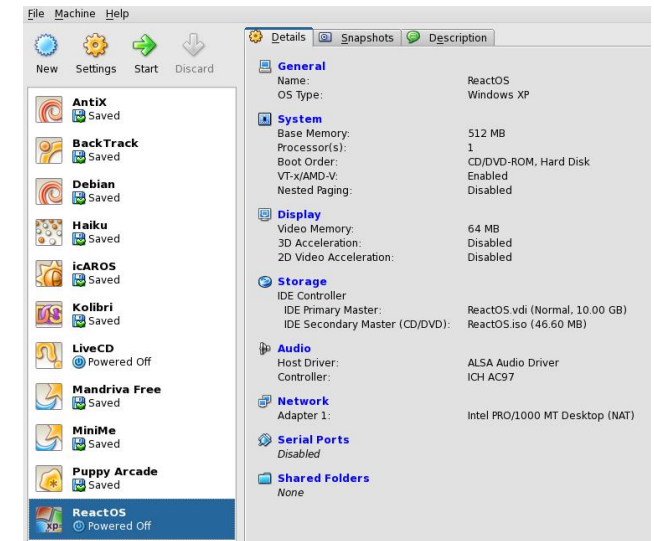 File Machine Help
New Settings Start Discard
AntiX
Saved
BackTrack
Saved
Debian
Saved
Haiku
Saved
icAROS
Saved
Kolibri
Saved
LiveCD
Powered Off
Mandriva Free
Saved
MiniMe
Saved
Puppy Arcade
Saved
ReactOS
Powered Off
xp
Details Snapshots Description
General
Name: ReactOS
OS Type: Windows XP
System
Base Memory: 512 MB
Processor(s): 1
Boot Order: CD/DVD-ROM, Hard Disk
VT-x/AMD-V: Enabled
Nested Paging: Disabled
Display
Video Memory: 64 MB
3D Acceleration: Disabled
2D Video Acceleration: Disabled
Storage
IDE Controller
IDE Primary Master: ReactOS.vdi (Normal, 10.00 GB)
IDE Secondary Master (CD/DVD): ReactOS.iso (46.60 MB)
Audio
Host Driver: ALSA Audio Driver
Controller: ICH AC97
Network
Adapter 1: Intel PRO/1000 MT Desktop (NAT)
Serial Ports
Disabled
Shared Folders
None